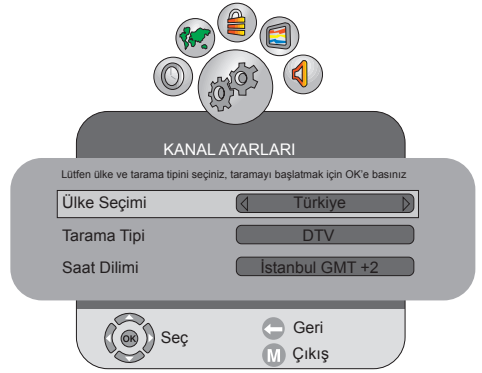 KANAL AYARLARI
Lütfen ülke ve tarama tipini seçiniz, taramayı başlatmak için OK'e basınız
Ülke Seçimi Türkiye
Tarama Tipi DTV
Saat Dilimi İstanbul GMT +2
OK Seç
Geri
M Çıkış